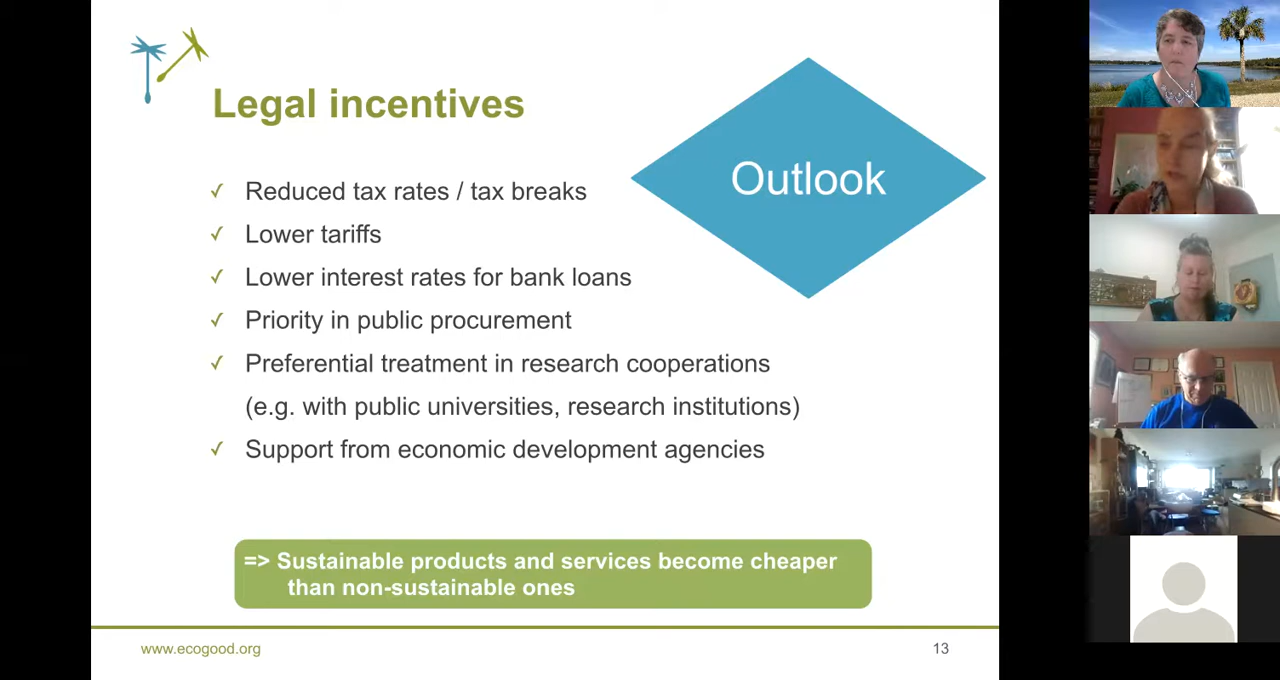 Legal incentives
Outlook
✓ Reduced tax rates / tax breaks
✓ Lower tariffs
✓ Lower interest rates for bank loans
✓ Priority in public procurement
✓ Preferential treatment in research cooperations
(e.g. with public universities, research institutions)
✓ Support from economic development agencies
=> Sustainable products and services become cheaper
than non-sustainable ones
www.ecogood.org
13